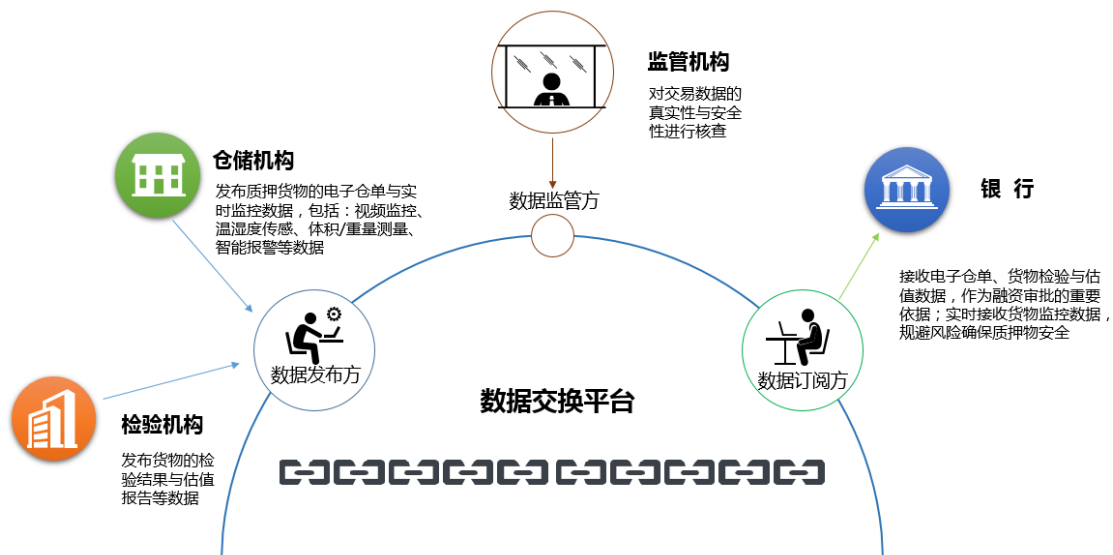 监管机构
对交易数据的
真实性与安全
性进行核查
数据监管方
仓储机构
发布质押货物的电子仓单与实
时监控数据，包括：视频监控、
温湿度传感、体积/重量测量、
智能报警等数据
银 行
接收电子仓单、货物检验与估
值数据，作为融资审批的重要
依据；实时接收货物监控数据，
规避风险确保质押物安全
数据发布方
数据订阅方
数据交换平台
检验机构
发布货物的检
验结果与估值
报告等数据